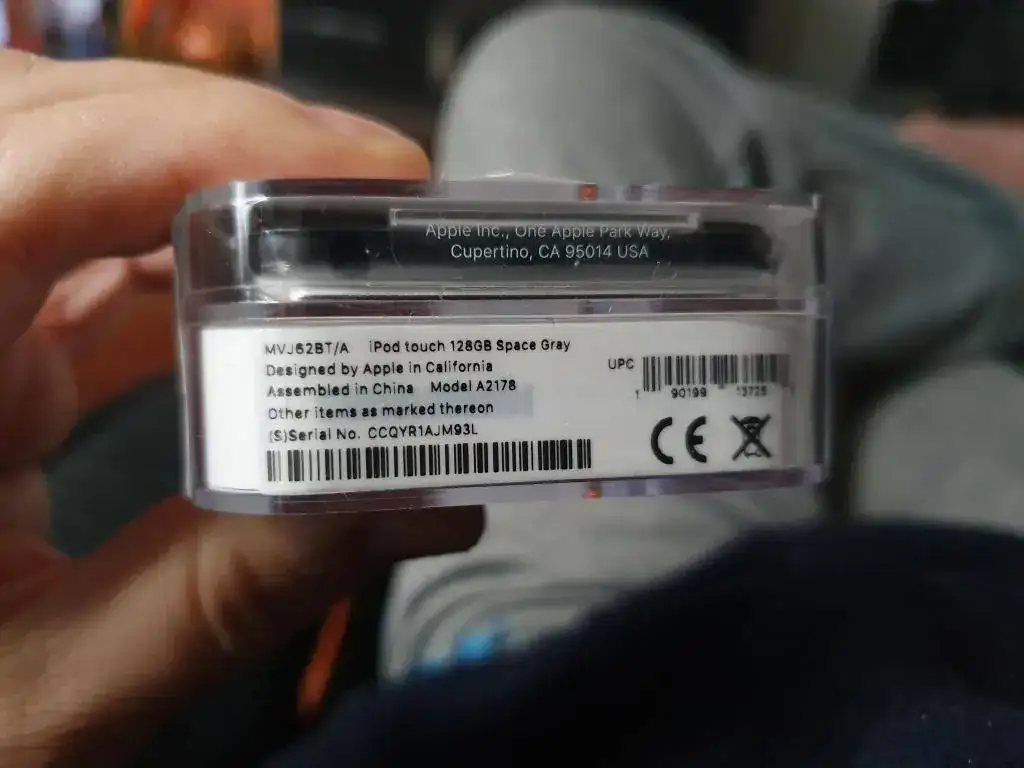 Apple Inc., One Apple Park Way,
Cupertino, CA 95014 USA
MVJ62BT/A iPod touch 128GB Space Gray
Designed by Apple in California
Assembled in China Model A2178
Other items as marked thereon
(S)Serial No. CCQYR1AJM93L
UPC
1 90199 13725
CE